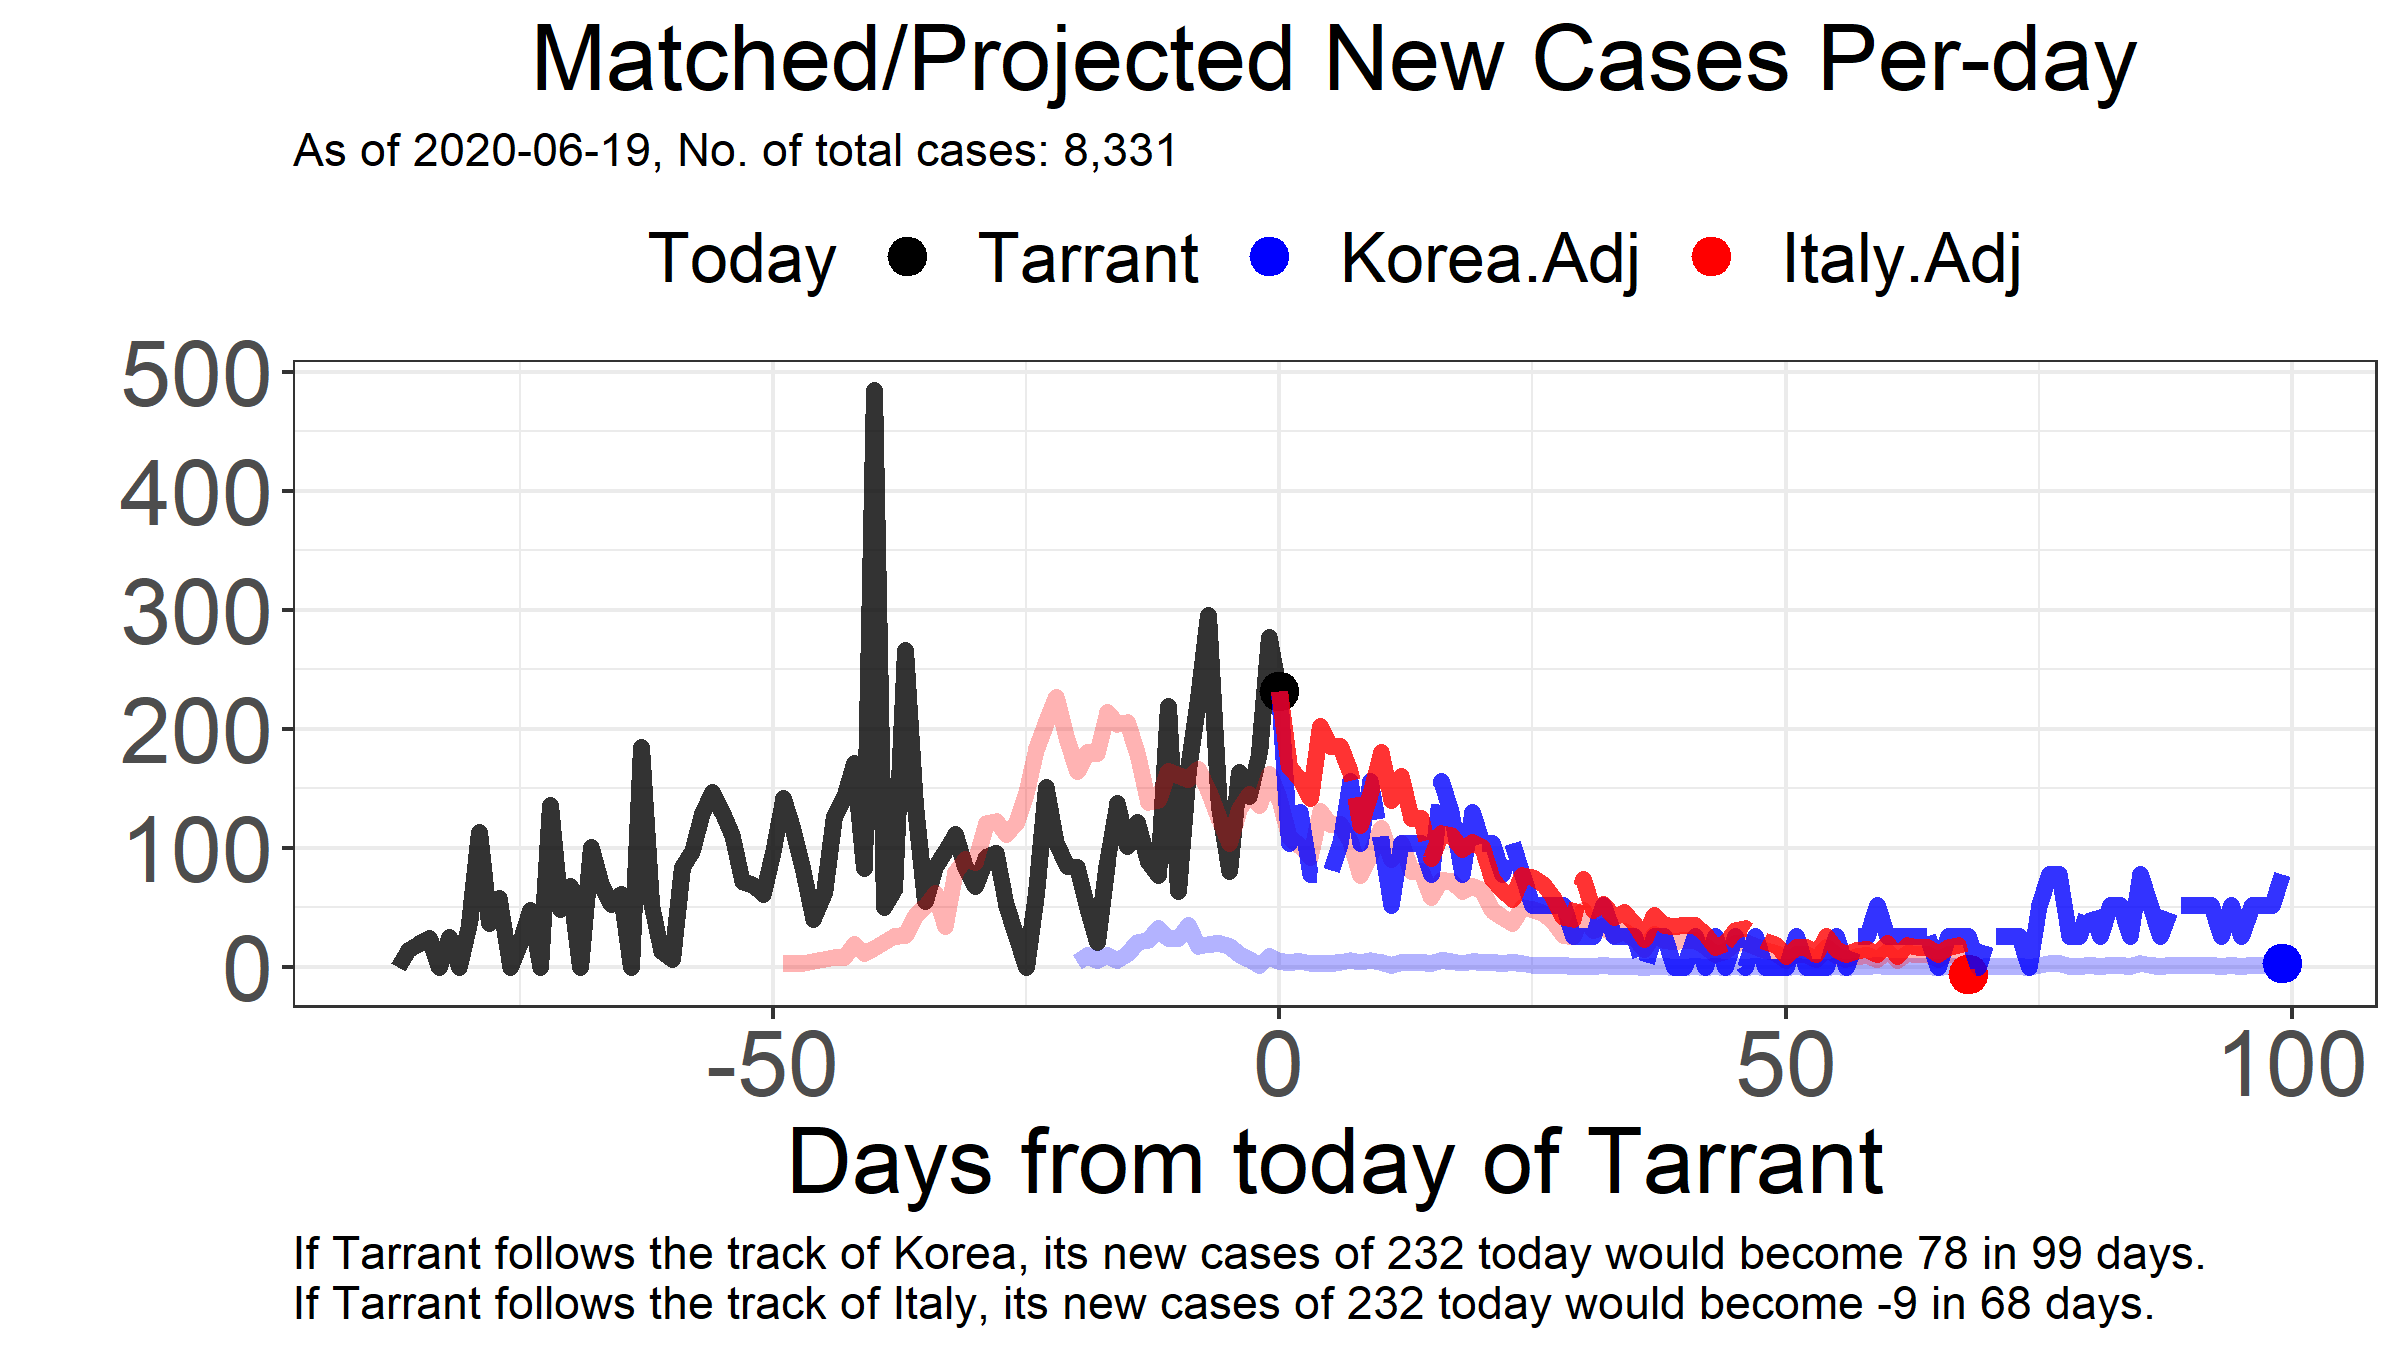 Matched/Projected New Cases Per-day
As of 2020-06-19, No. of total cases: 8,331
Today Tarrant Korea.Adj Italy.Adj
500
400
300
200
100
0
-50 0 50 100
Days from today of Tarrant
If Tarrant follows the track of Korea, its new cases of 232 today would become 78 in 99 days.
If Tarrant follows the track of Italy, its new cases of 232 today would become -9 in 68 days.